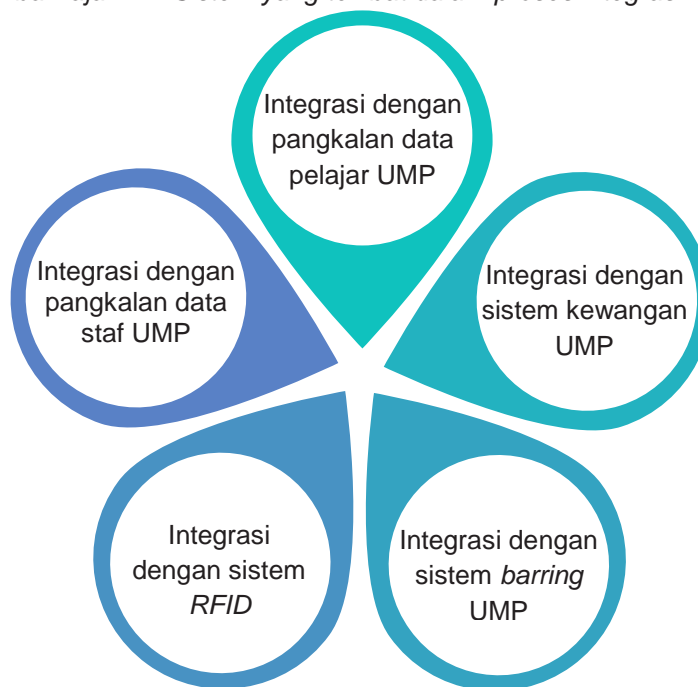 Integrasi dengan
pangkalan data
pelajar UMP
Integrasi dengan
sistem kewangan
UMP
Integrasi dengan
sistem barring
UMP
Integrasi
dengan sistem
RFID
Integrasi dengan
pangkalan data
staf UMP